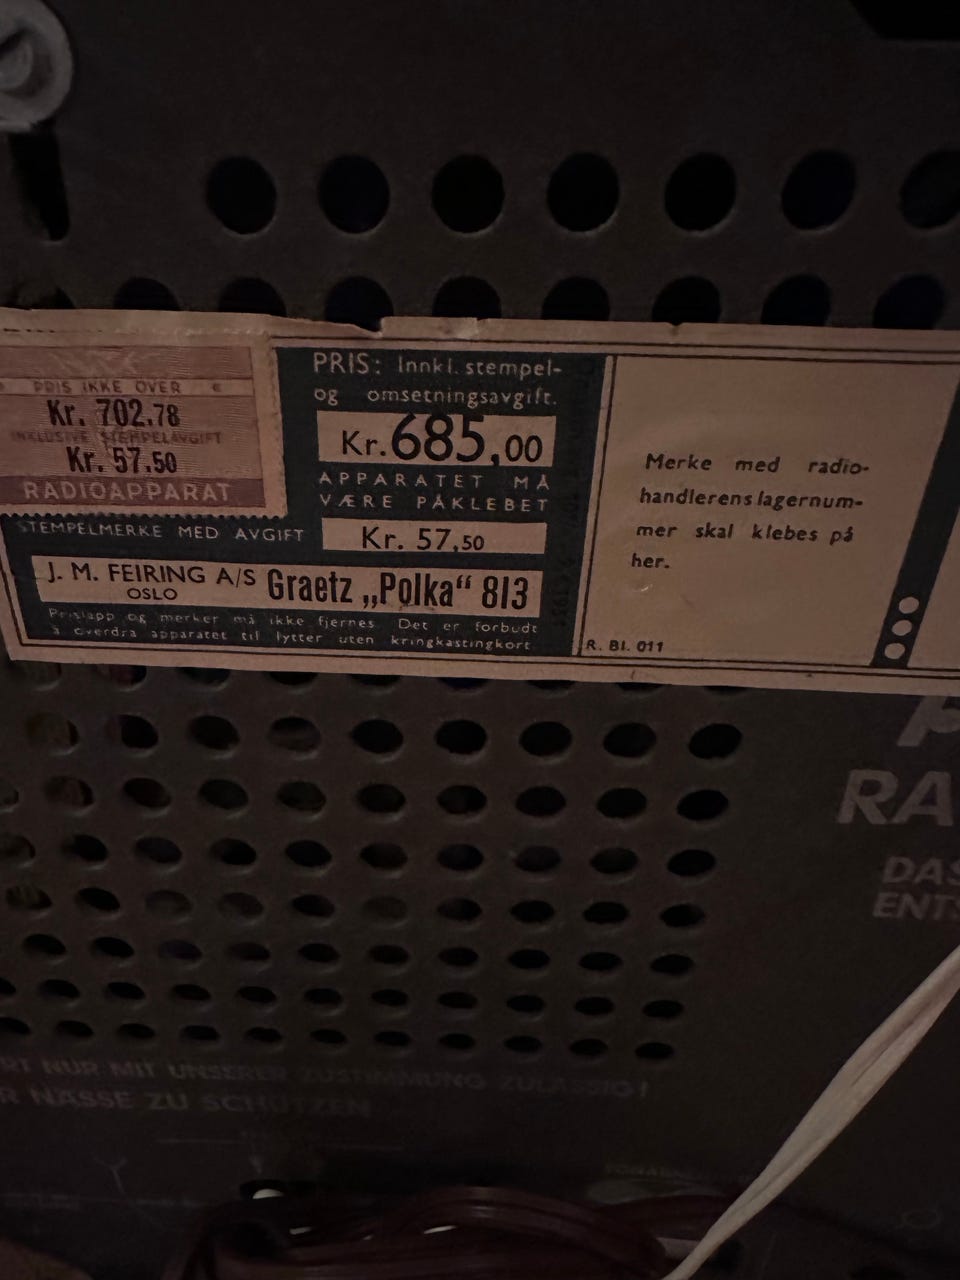 PRIS IKKE OVER
Kr. 702.78
INKLUSIVE STEMPELAVGIFT
Kr. 57.50
RADIOAPPARAT
PRIS: Innkl. stempel-
og omsetningsavgift.
Kr. 685,00
APPARATET MÅ
VÆRE PÅKLEBET
STEMPELMERKE MED AVGIFT Kr. 57,50
J. M. FEIRING A/S
OSLO
Graetz „Polka“ 813
Prislapp og merker må ikke fjernes. Det er forbudt
å overdra apparatet til lytter uten kringkastingkort.
Merke med radio-
handlerens lagernum-
mer skal klebes på
her.
R. Bl. 011
RA
DAS
ENTS
RT NUR MIT UNSERER ZUSTIMMUNG ZULÄSSIG!
R NÄSSE ZU SCHÜTZEN